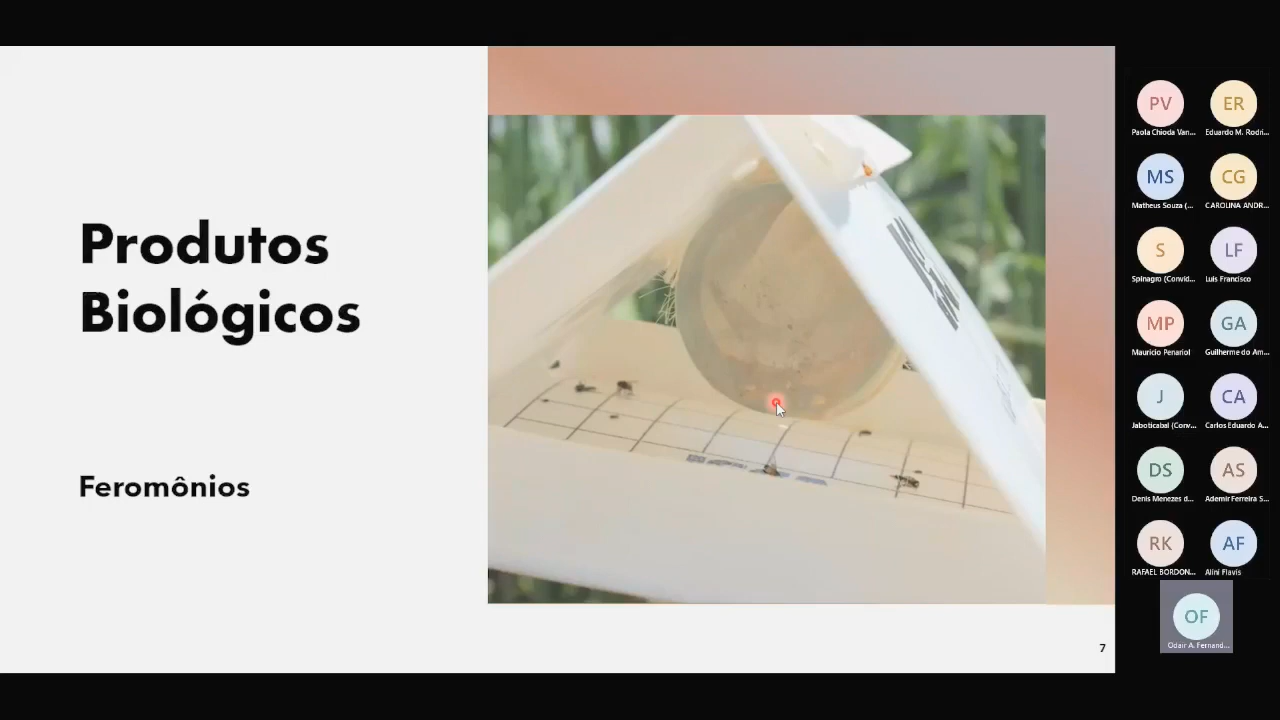 Produtos
Biológicos
Feromônios
7
PV
ER
Paola Chioda Van...
Eduardo M. Rodri...
MS
CG
Matheus Souza (...
CAROLINA ANDR...
S
LF
Spinagro (Convid...
Luis Francisco
MP
GA
Mauricio Penariol
Guilherme do Am...
J
CA
Jaboticabal (Conv...
Carlos Eduardo A...
DS
AS
Denis Menezes d...
Ademir Ferreira S...
RK
AF
RAFAEL BORDON...
Alini Flavis
OF
Odair A. Fernand...